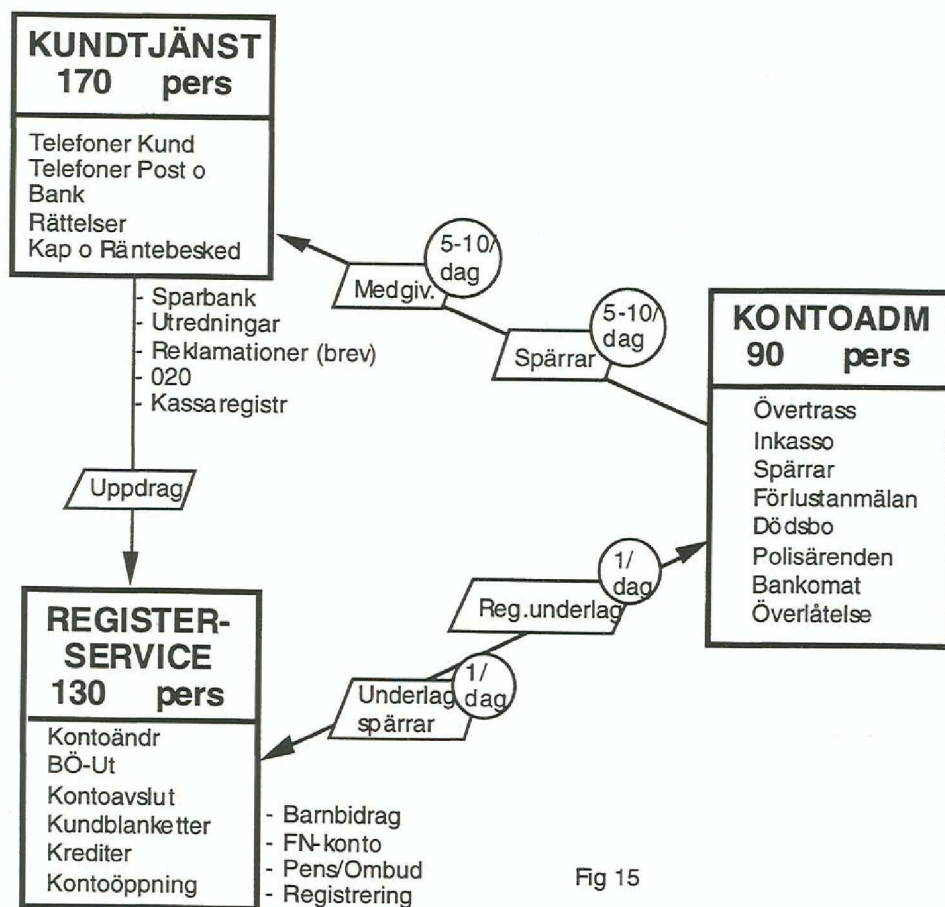 KUNDTJÄNST
170 pers
Telefoner Kund
Telefoner Post o
Bank
Rättelser
Kap o Räntebesked
- Sparbank
- Utredningar
- Reklamationer (brev)
- 020
- Kassaregistr
Uppdrag
5-10/
dag
Medgiv.
5-10/
dag
Spärrar
KONTOADM
90 pers
Övertrass
Inkasso
Spärrar
Förlustanmälan
Dödsbo
Polisärenden
Bankomat
Överlåtelse
1/
dag
Reg.underlag
1/
dag
Underlag
spärrar
REGISTER-
SERVICE
130 pers
Kontoändr
BÖ-Ut
Kontoavslut
Kundblanketter
Krediter
Kontoöppning
- Barnbidrag
- FN-konto
- Pens/Ombud
- Registrering
Fig 15